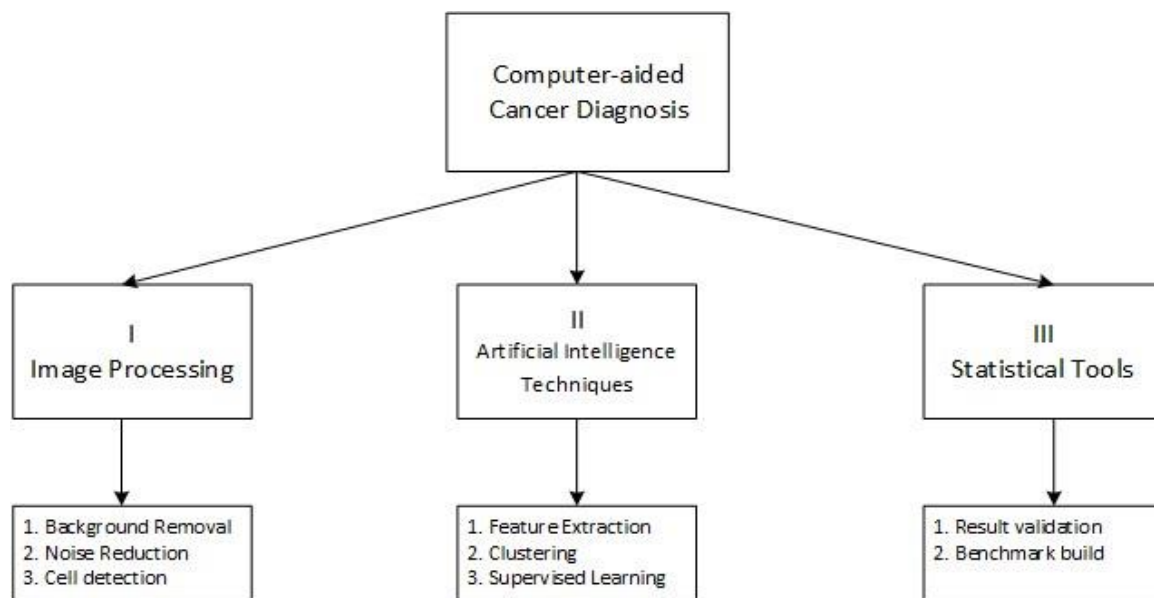 Computer-aided
Cancer Diagnosis
I
Image Processing
II
Artificial Intelligence
Techniques
III
Statistical Tools
1. Background Removal
2. Noise Reduction
3. Cell detection
1. Feature Extraction
2. Clustering
3. Supervised Learning
1. Result validation
2. Benchmark build